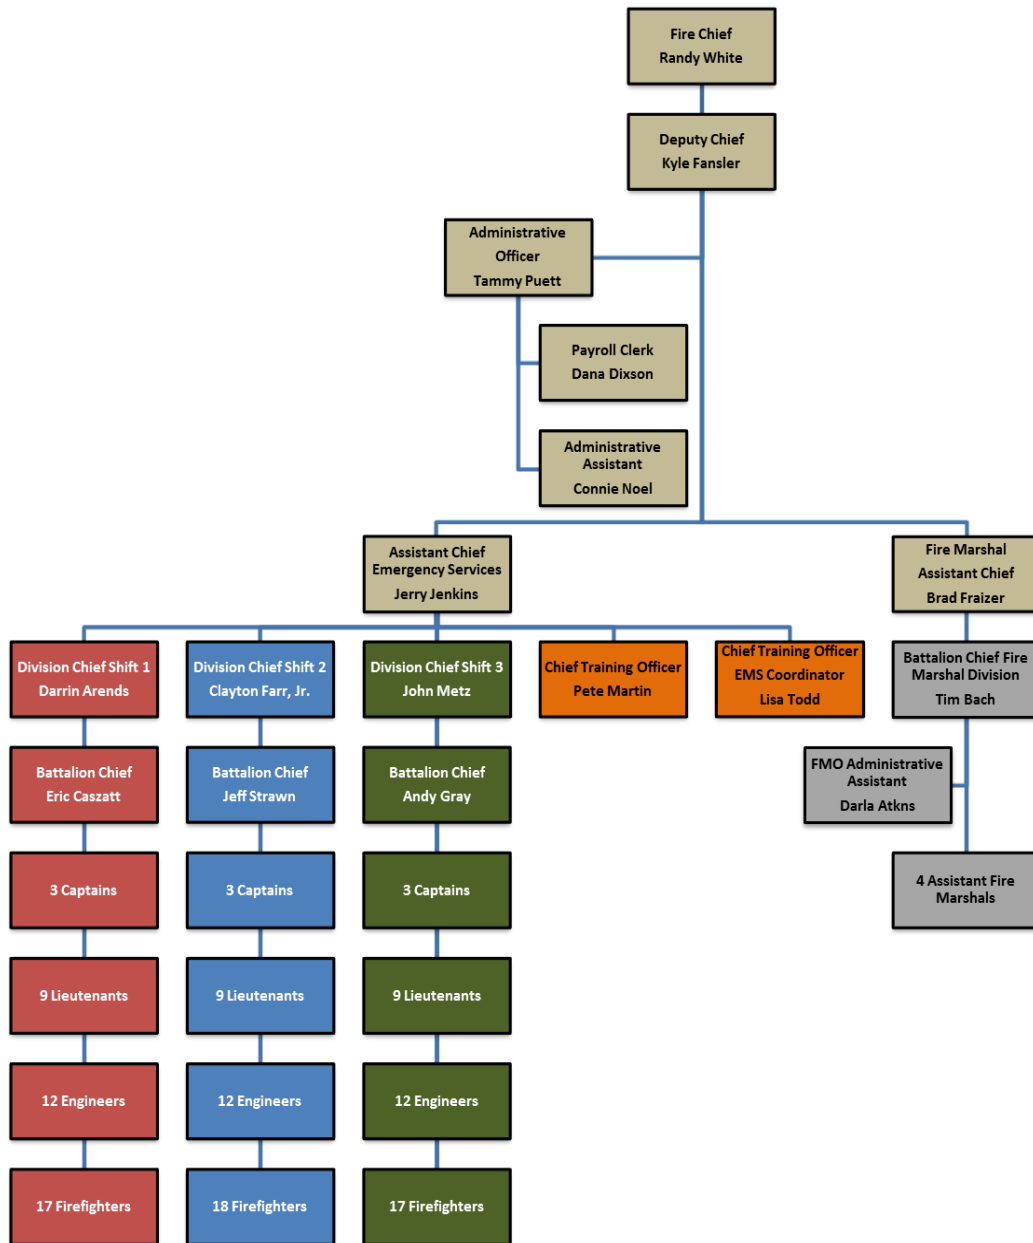 Fire Chief
Randy White
Deputy Chief
Kyle Fansler
Administrative
Officer
Tammy Puett
Payroll Clerk
Dana Dixson
Administrative
Assistant
Connie Noel
Assistant Chief
Emergency Services
Jerry Jenkins
Fire Marshal
Assistant Chief
Brad Fraizer
Division Chief Shift 1
Darrin Arends
Division Chief Shift 2
Clayton Farr, Jr.
Division Chief Shift 3
John Metz
Chief Training Officer
Pete Martin
Chief Training Officer
EMS Coordinator
Lisa Todd
Battalion Chief Fire
Marshal Division
Tim Bach
Battalion Chief
Eric Caszatt
Battalion Chief
Jeff Strawn
Battalion Chief
Andy Gray
FMO Administrative
Assistant
Darla Atkns
3 Captains
3 Captains
3 Captains
4 Assistant Fire
Marshals
9 Lieutenants
9 Lieutenants
9 Lieutenants
12 Engineers
12 Engineers
12 Engineers
17 Firefighters
18 Firefighters
17 Firefighters